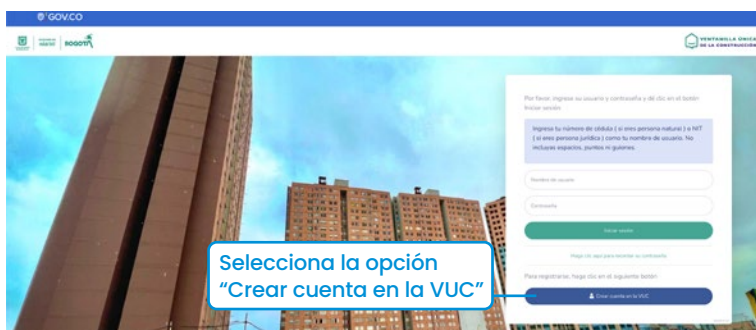 GOV.CO
BOGOTÁ
VENTANILLA ÚNICA
DE LA CONSTRUCCIÓN
Por favor, ingrese su usuario y contraseña y dé clic en el botón
Iniciar sesión
Ingresa tu número de cédula ( si eres persona natural ) o NIT
( si eres persona jurídica ) como tu nombre de usuario. No
incluyas espacios, puntos ni guiones.
Nombre de usuario
Contraseña
Iniciar sesión
Haga clic aquí para recordar su contraseña
Para registrarse, haga clic en el siguiente botón
Crear cuenta en la VUC
Selecciona la opción
“Crear cuenta en la VUC”